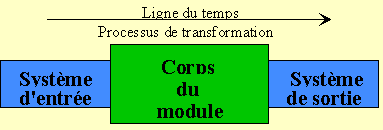 Ligne du temps
Processus de transformation
Système
d'entrée
Corps
du
module
Système
de sortie